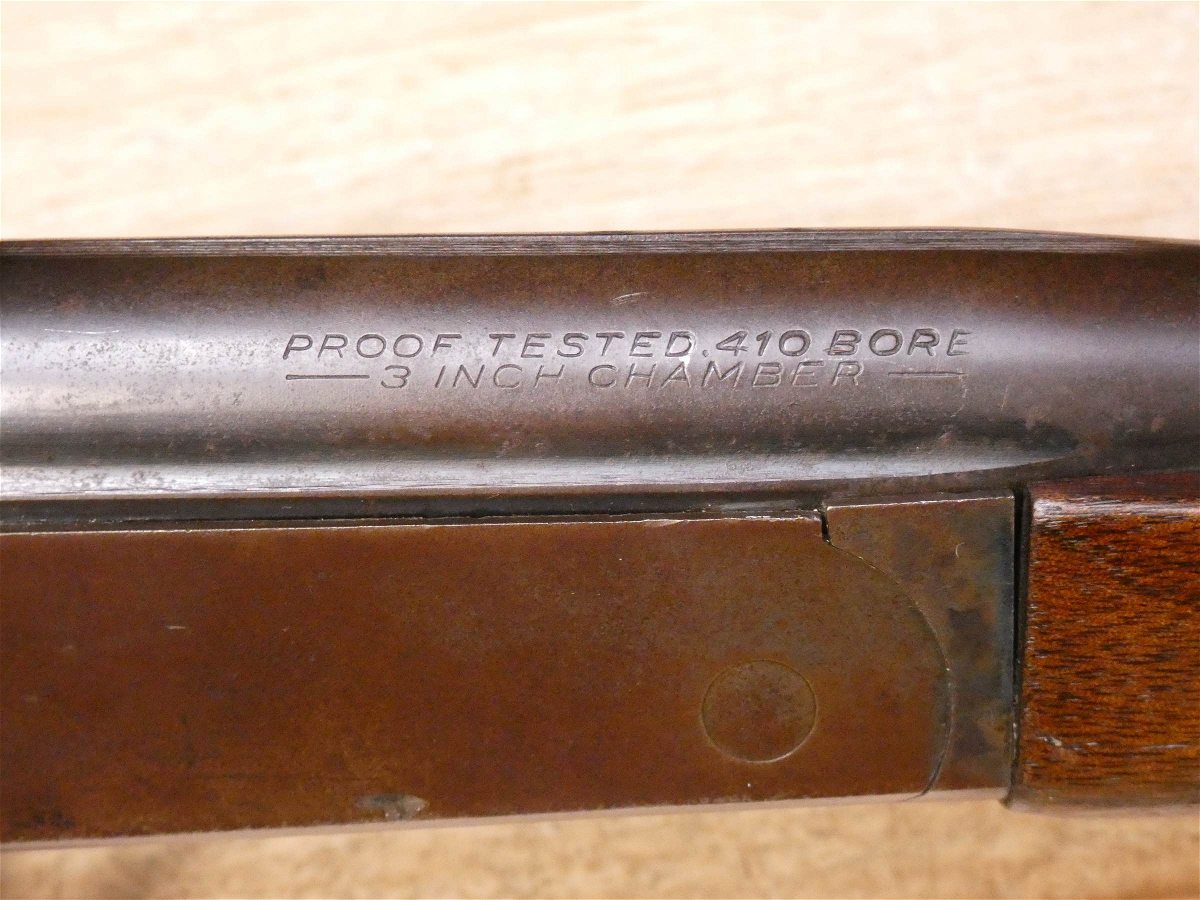 PROOF TESTED .410 BORE
— 3 INCH CHAMBER —